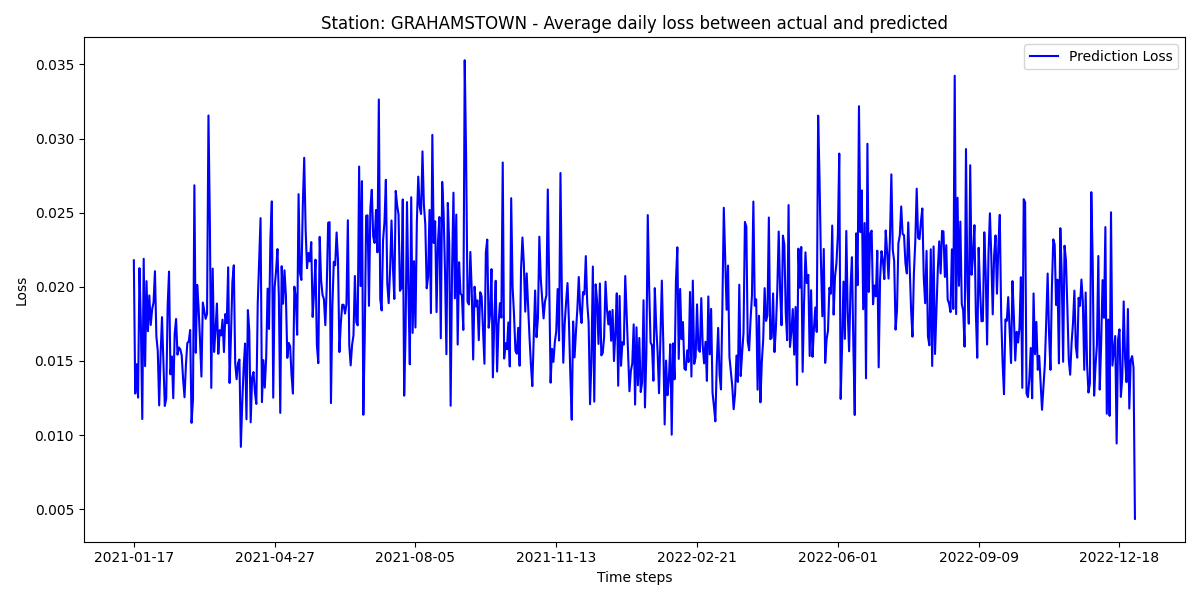 Station: GRAHAMSTOWN - Average daily loss between actual and predicted
Prediction Loss
0.035
0.030
0.025
0.020
0.015
0.010
0.005
Loss
2021-01-17 2021-04-27 2021-08-05 2021-11-13 2022-02-21 2022-06-01 2022-09-09 2022-12-18
Time steps